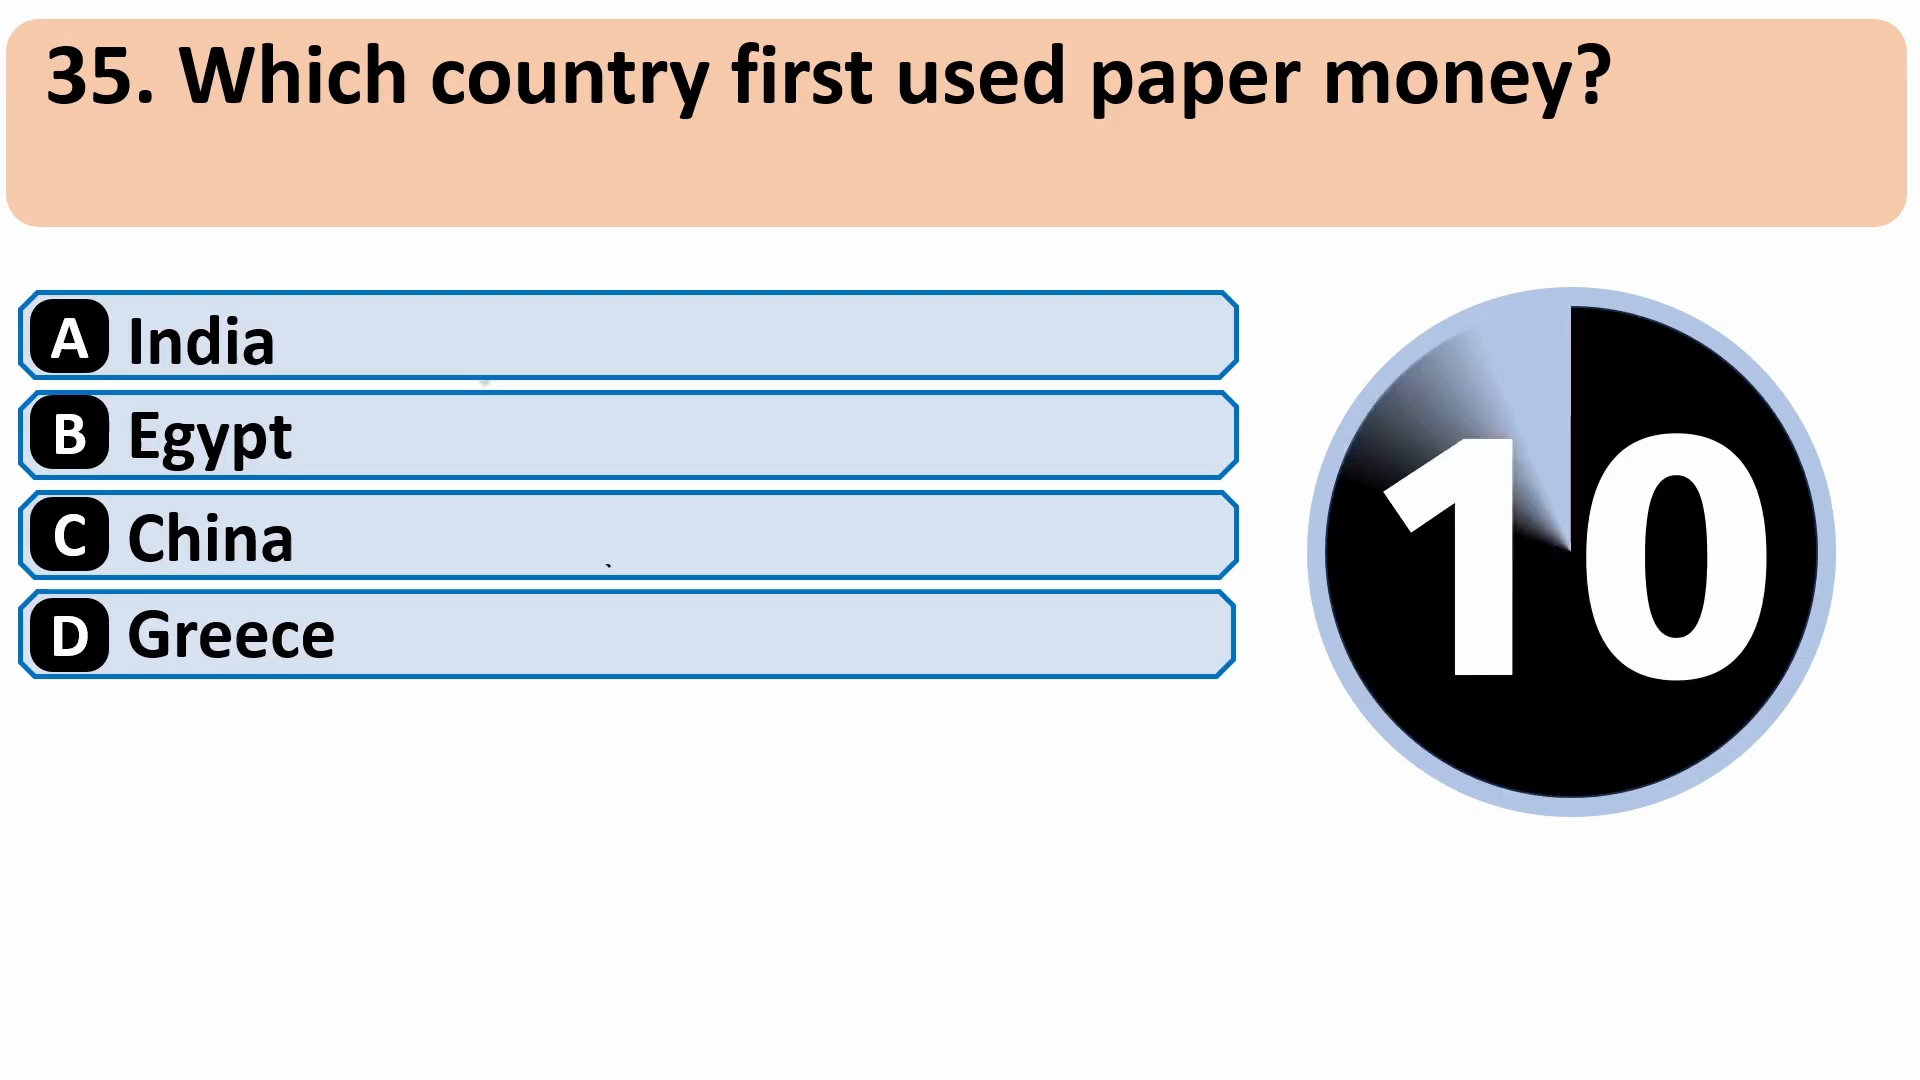 35. Which country first used paper money?
A India
B Egypt
C China
D Greece
10